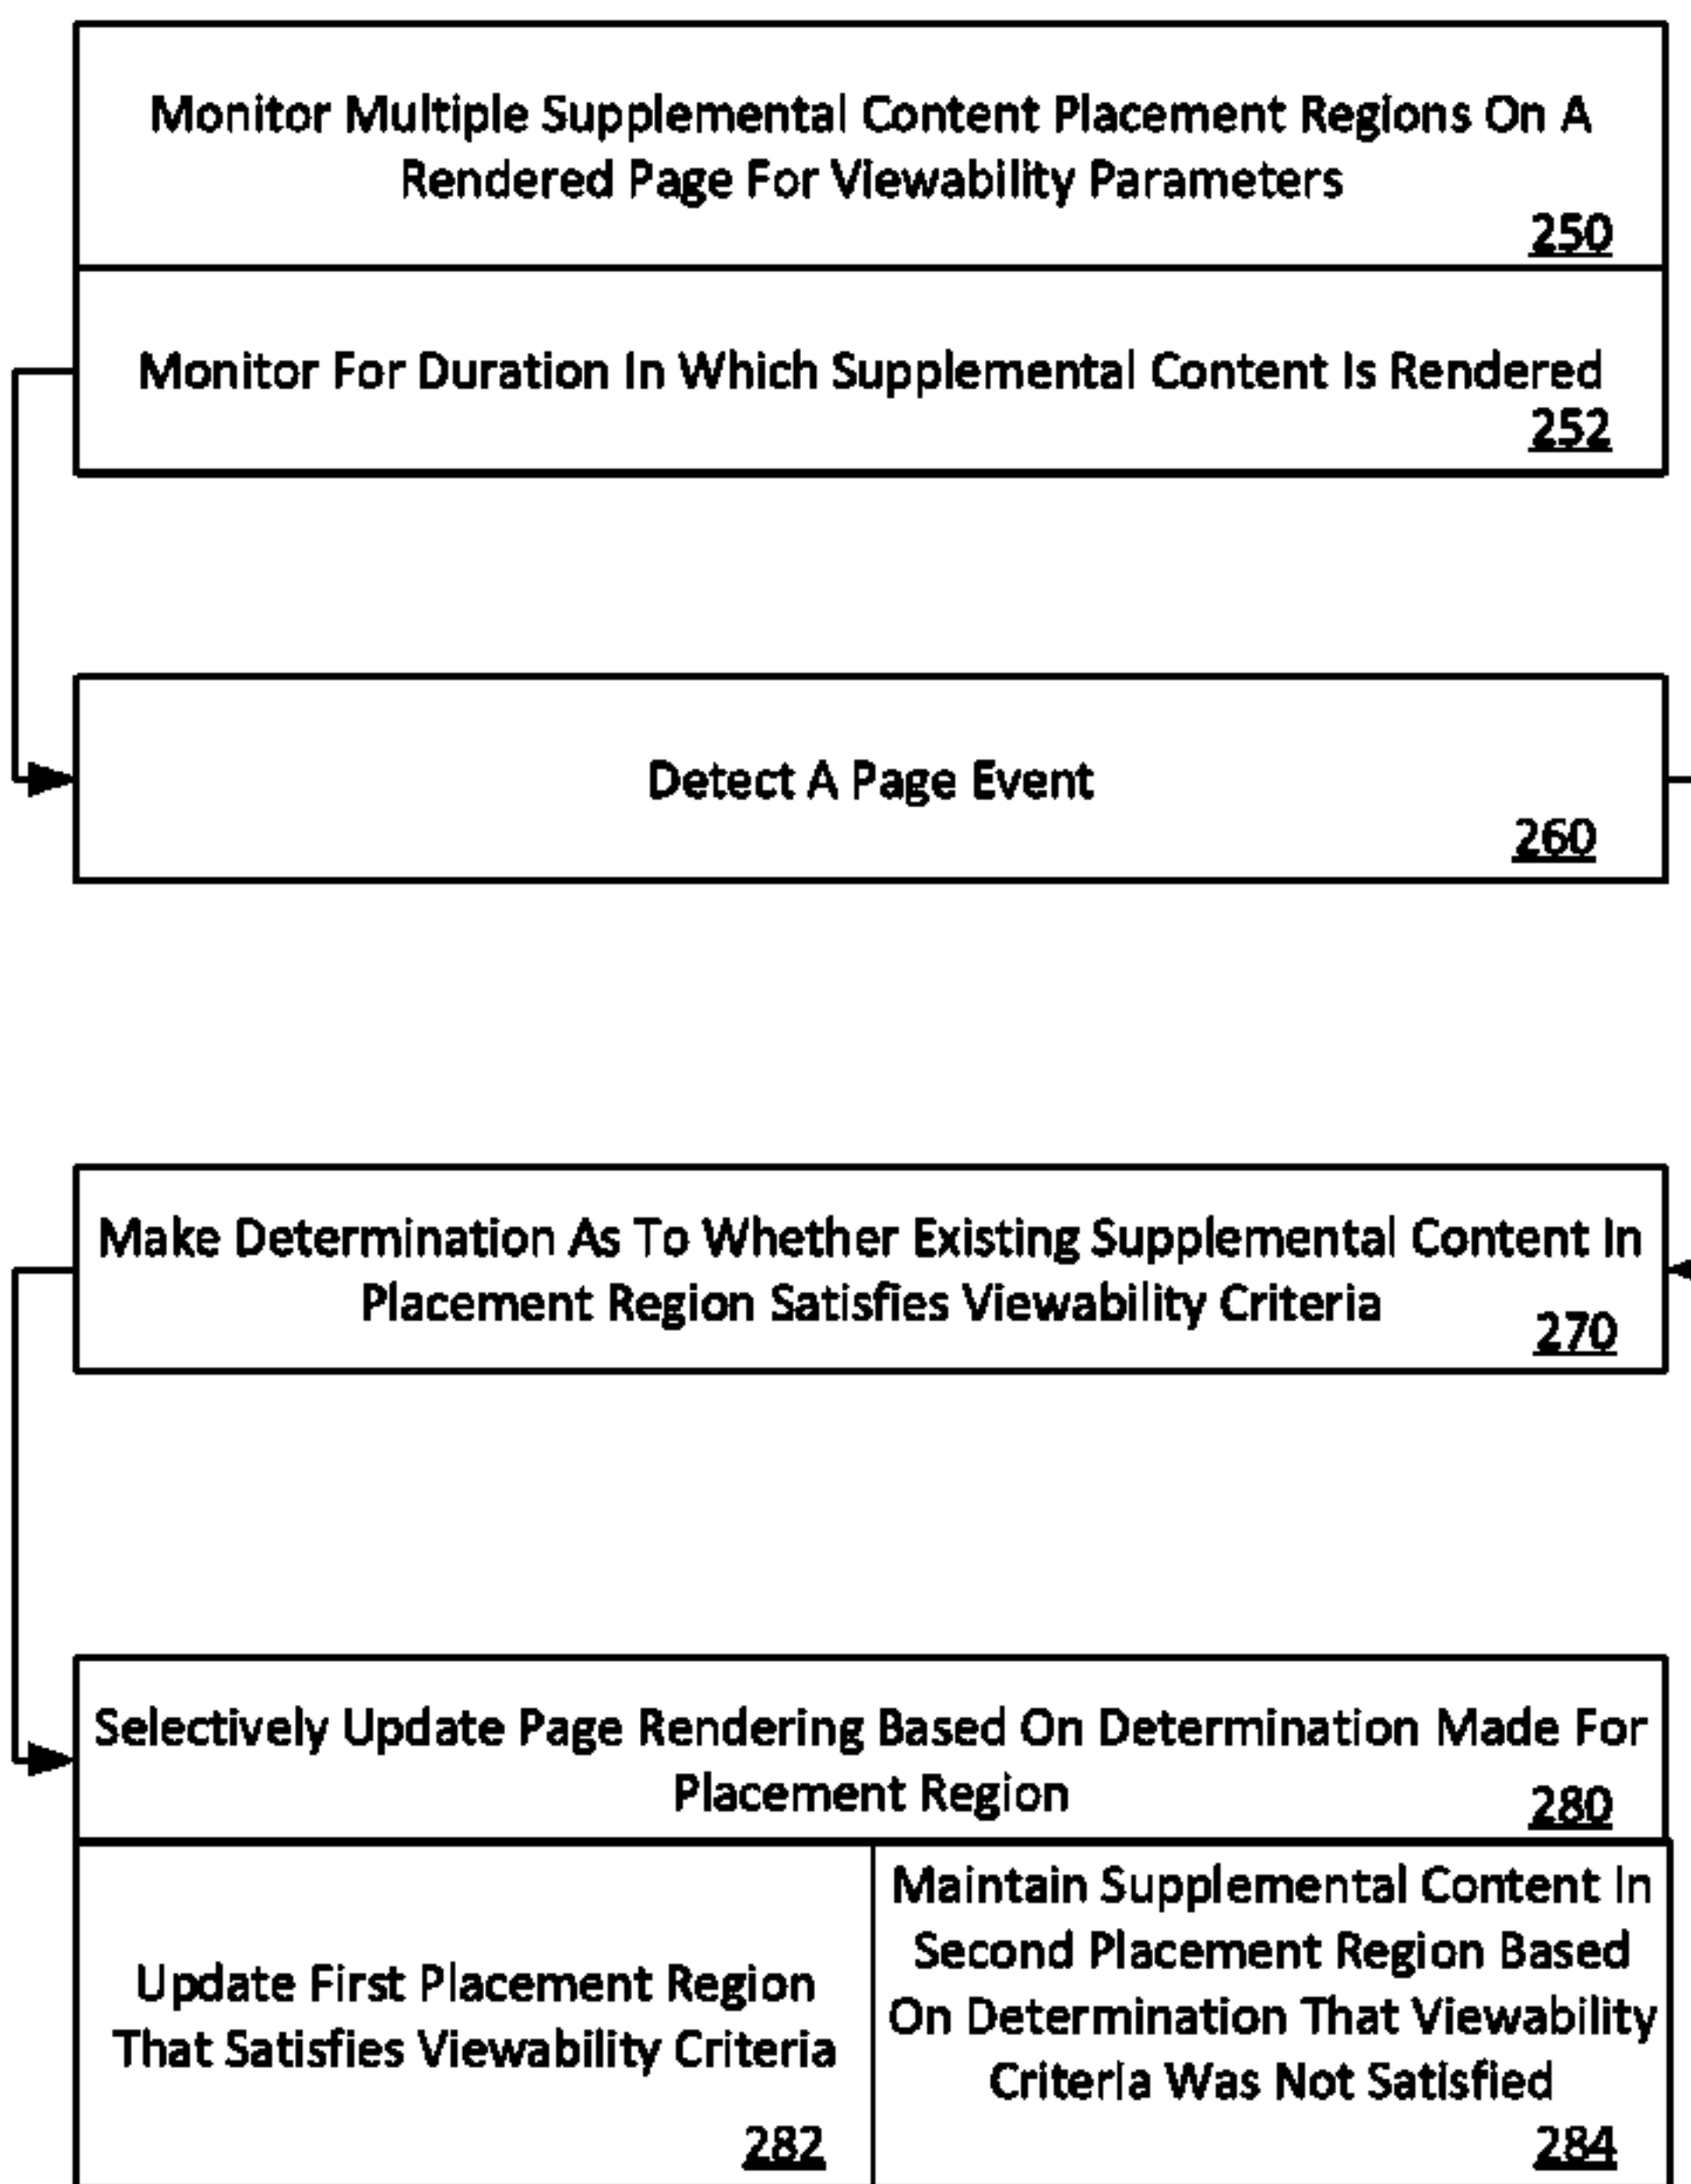 Monitor Multiple Supplemental Content Placement Regions On A
Rendered Page For Viewability Parameters
250
Monitor For Duration In Which Supplemental Content Is Rendered
252
Detect A Page Event
260
Make Determination As To Whether Existing Supplemental Content In
Placement Region Satisfies Viewability Criteria
270
Selectively Update Page Rendering Based On Determination Made For
Placement Region
280
Update First Placement Region
That Satisfies Viewability Criteria
282
Maintain Supplemental Content In
Second Placement Region Based
On Determination That Viewability
Criteria Was Not Satisfied
284